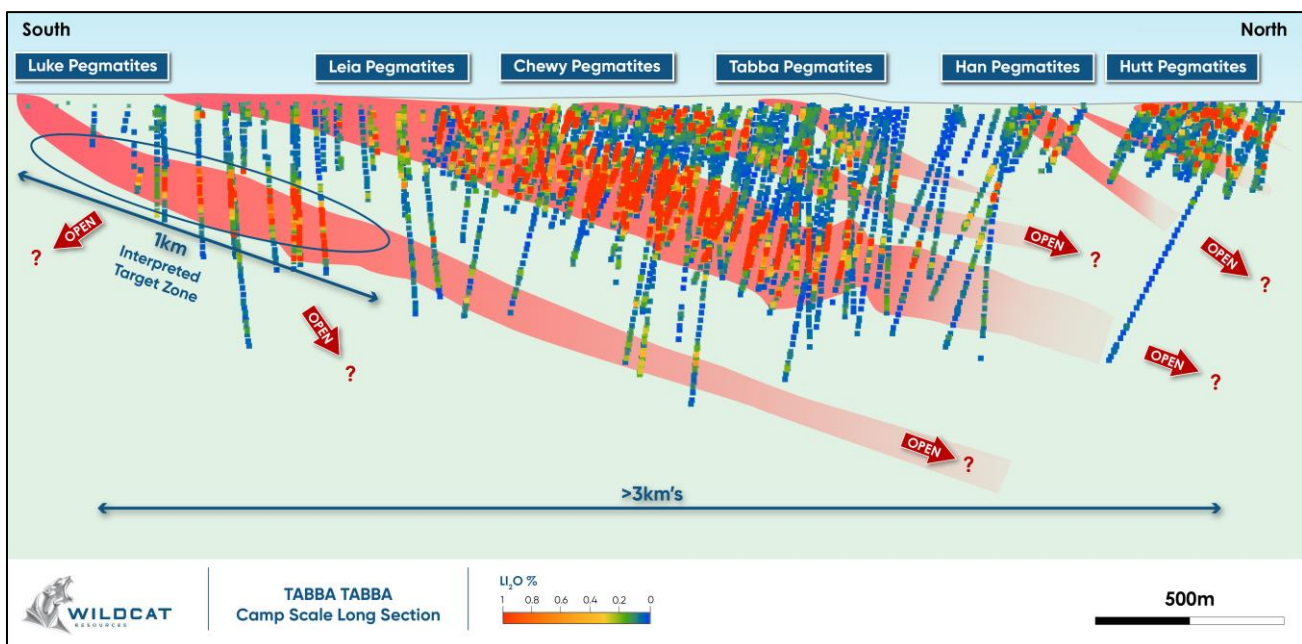 South
North
Luke Pegmatites
Leia Pegmatites
Chewy Pegmatites
Tabba Pegmatites
Han Pegmatites
Hutt Pegmatites
OPEN
?
1km
Interpreted
Target Zone
OPEN
?
OPEN
?
OPEN
?
OPEN
?
OPEN
?
>3km's
WILDCAT
RESOURCES
TABBA TABBA
Camp Scale Long Section
LI₂O %
1 0.8 0.6 0.4 0.2 0
500m